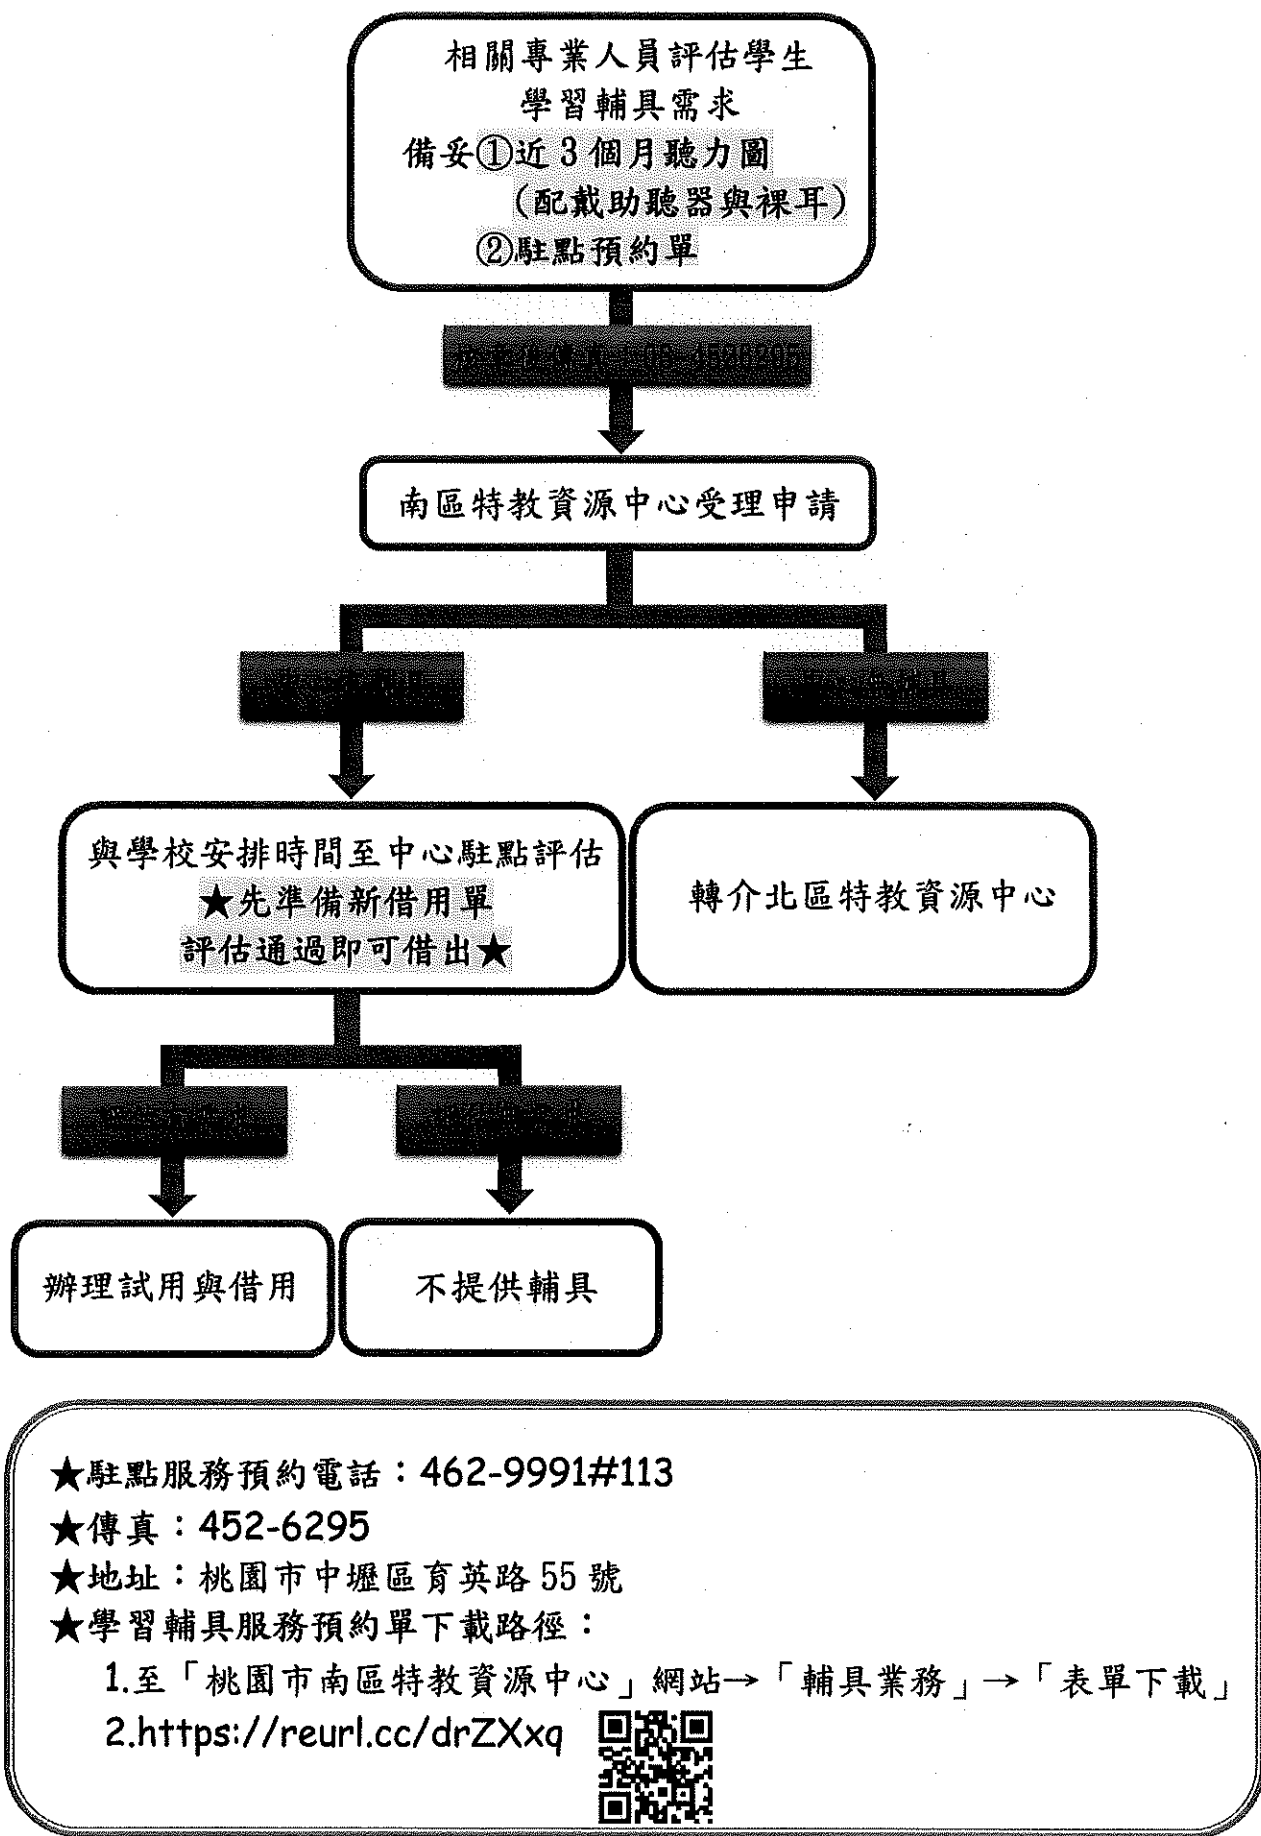 相關專業人員評估學生
學習輔具需求
備妥①近3個月聽力圖
(配戴助聽器與裸耳)
②駐點預約單
南區特教資源中心受理申請
與學校安排時間至中心駐點評估
★先準備新借用單
評估通過即可借出★
轉介北區特教資源中心
辦理試用與借用
不提供輔具
★駐點服務預約電話：462-9991#113
★傳真：452-6295
★地址：桃園市中壢區育英路55號
★學習輔具服務預約單下載路徑：
1.至「桃園市南區特教資源中心」網站→「輔具業務」→「表單下載」
2.https://reurl.cc/drZXxq